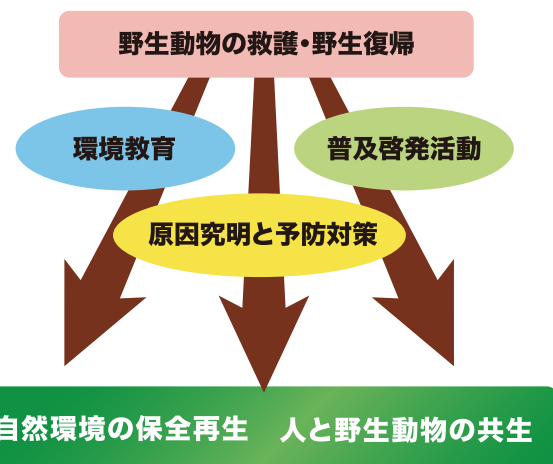 野生動物の救護・野生復帰
環境教育
普及啓発活動
原因究明と予防対策
自然環境の保全再生 人と野生動物の共生